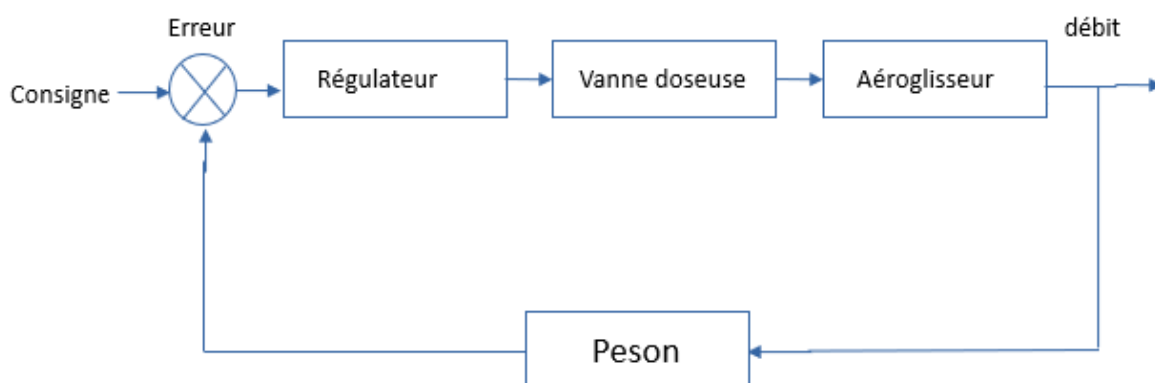 Erreur
débit
Consigne
Régulateur
Vanne doseuse
Aéroglisseur
Peson